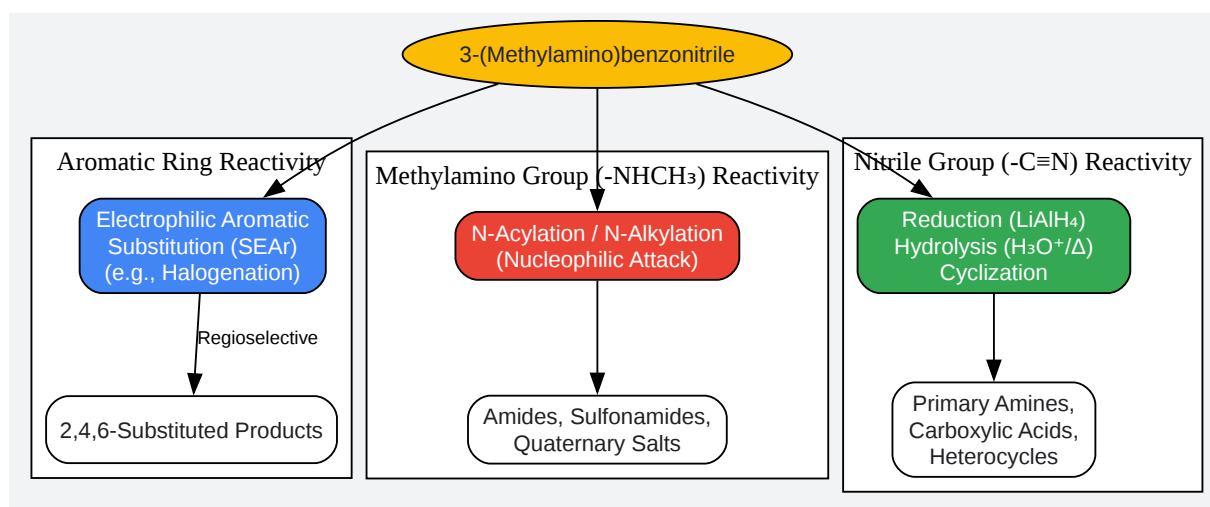 3-(Methylamino)benzonitrile
Aromatic Ring Reactivity
Electrophilic Aromatic
Substitution (SEAr)
(e.g., Halogenation)
Regioselective
2,4,6-Substituted Products
Methylamino Group (-NHCH₃) Reactivity
N-Acylation / N-Alkylation
(Nucleophilic Attack)
Amides, Sulfonamides,
Quaternary Salts
Nitrile Group (-C≡N) Reactivity
Reduction (LiAlH₄)
Hydrolysis (H₃O⁺/Δ)
Cyclization
Primary Amines,
Carboxylic Acids,
Heterocycles